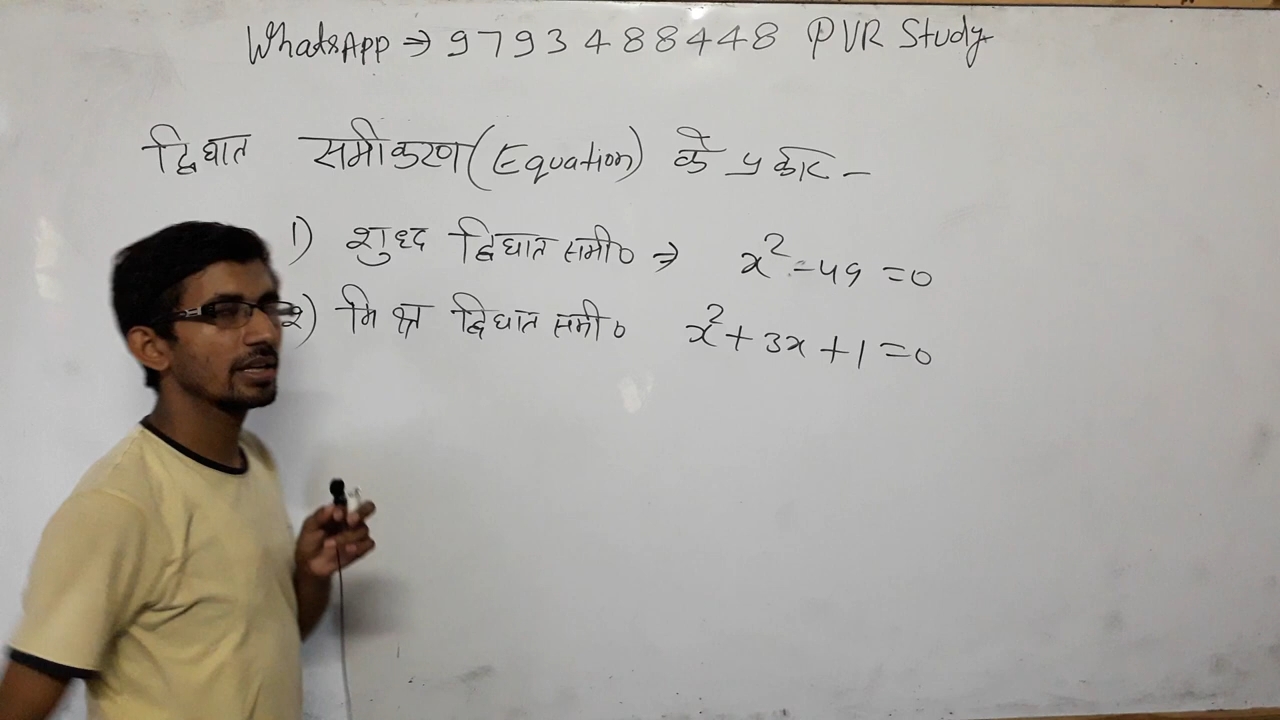 WhatsApp ⇒ 9793488448 PVR Study
द्विघात समीकरण (Equation) के प्रकार -
1) शुध्द द्विघात समी० ⇒ x² - 49 = 0
२) मिश्र द्विघात समी० x² + 3x + 1 = 0